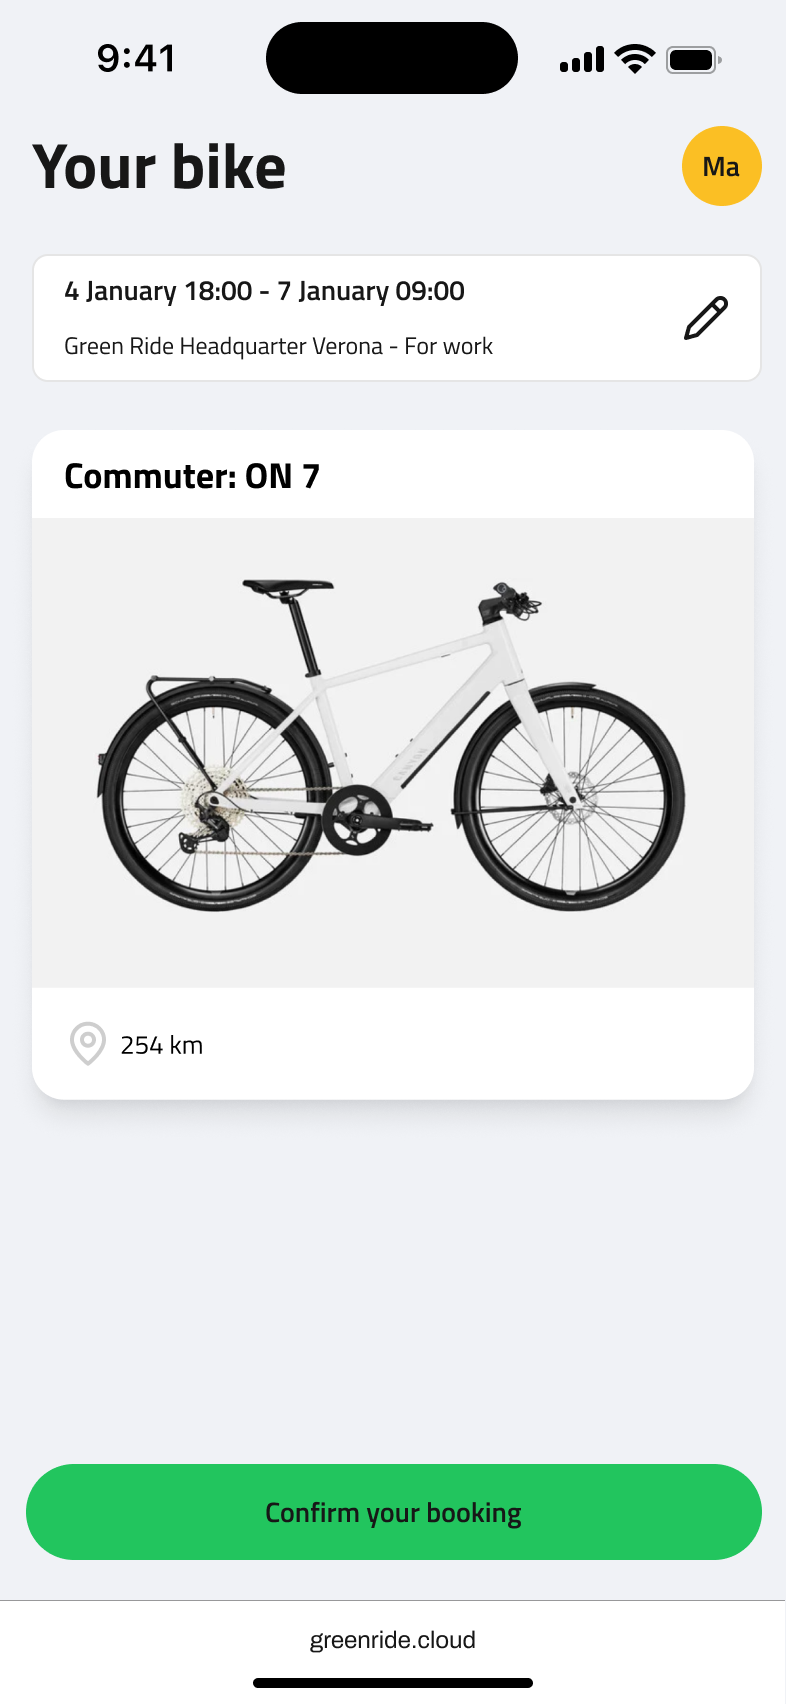 9:41
Your bike
Ma
4 January 18:00 - 7 January 09:00
Green Ride Headquarter Verona - For work
Commuter: ON 7
CANYON
254 km
Confirm your booking
greenride.cloud